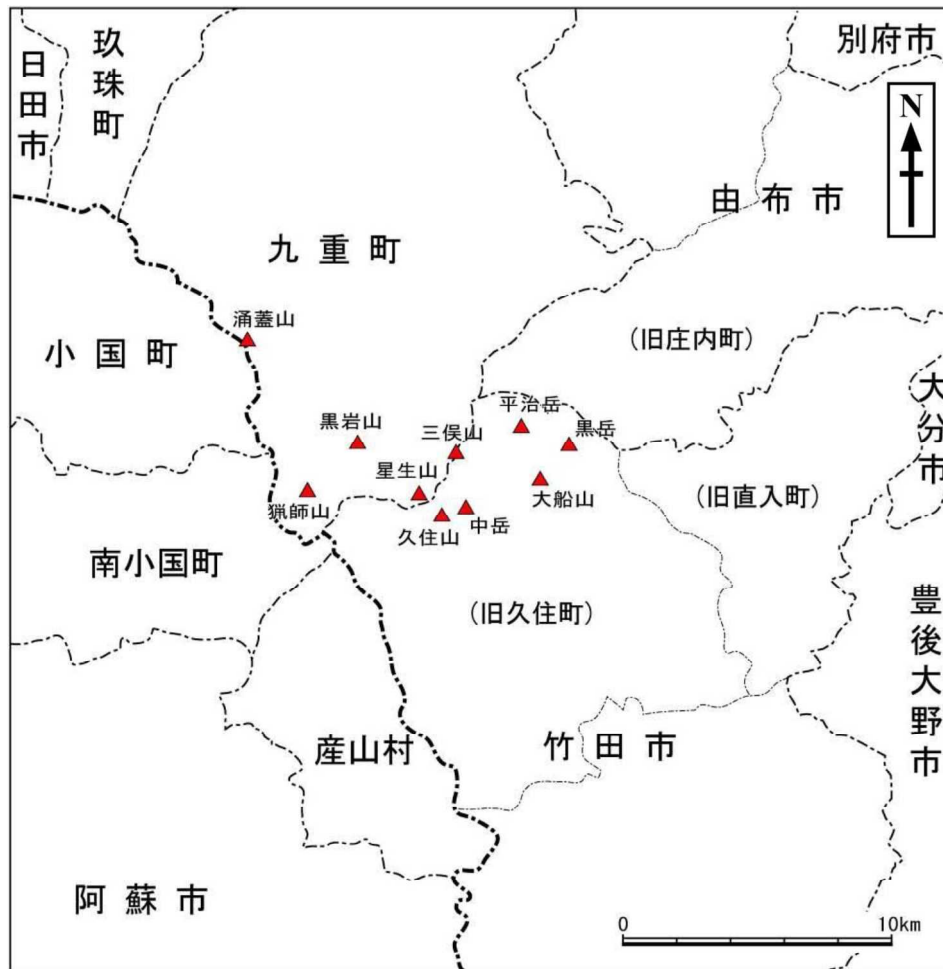 別府市
玖珠町
日田市
N
由布市
九重町
涌蓋山
小国町
(旧庄内町)
大分市
平治岳
黒岩山
三俣山
黒岳
星生山
猟師山
大船山
(旧直入町)
久住山
中岳
南小国町
(旧久住町)
豊後大野市
産山村
竹田市
阿蘇市
0
10km